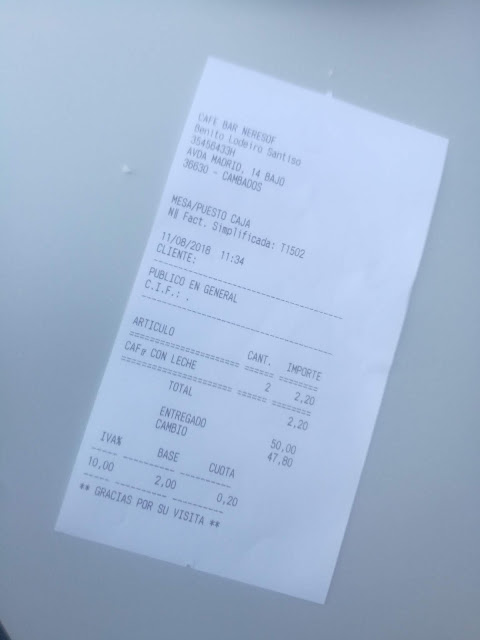 CAFE BAR NERESOF
Benito Lodeiro Santiso
35456433H
AVDA MADRID, 14 BAJO
36630 - CAMBADOS
MESA/PUESTO CAJA
Nº Fact. Simplificada: T1502
11/08/2018 11:34
CLIENTE:
PUBLICO EN GENERAL
C.I.F.: .
ARTICULO CANT. IMPORTE
CAFº CON LECHE 2 2,20
TOTAL 2,20
ENTREGADO 50,00
CAMBIO 47,80
IVA% BASE CUOTA
10,00 2,00 0,20
** GRACIAS POR SU VISITA **